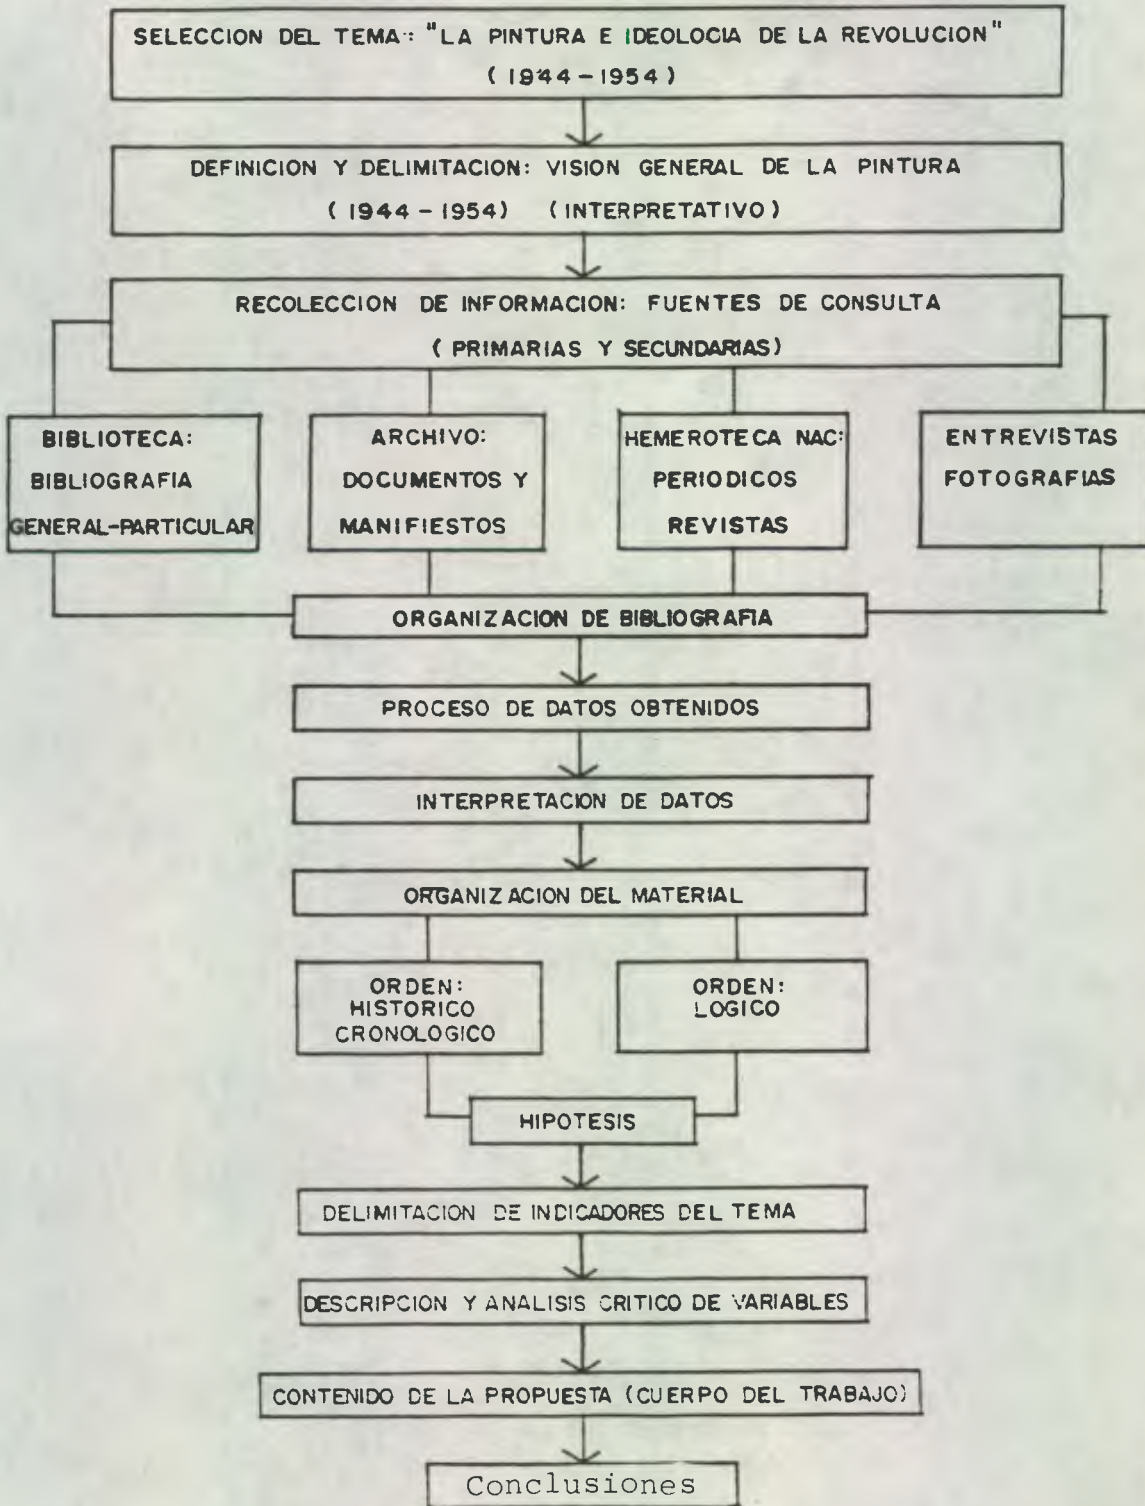 SELECCION DEL TEMA: "LA PINTURA E IDEOLOGIA DE LA REVOLUCION"
(1944-1954)
DEFINICION Y DELIMITACION: VISION GENERAL DE LA PINTURA
(1944-1954) (INTERPRETATIVO)
RECOLECCION DE INFORMACION: FUENTES DE CONSULTA
(PRIMARIAS Y SECUNDARIAS)
BIBLIOTECA:
BIBLIOGRAFIA
GENERAL-PARTICULAR
ARCHIVO:
DOCUMENTOS Y
MANIFIESTOS
HEMEROTECA NAC:
PERIODICOS
REVISTAS
ENTREVISTAS
FOTOGRAFIAS
ORGANIZACION DE BIBLIOGRAFIA
PROCESO DE DATOS OBTENIDOS
INTERPRETACION DE DATOS
ORGANIZACION DEL MATERIAL
ORDEN:
HISTORICO
CRONOLOGICO
ORDEN:
LOGICO
HIPOTESIS
DELIMITACION DE INDICADORES DEL TEMA
DESCRIPCION Y ANALISIS CRITICO DE VARIABLES
CONTENIDO DE LA PROPUESTA (CUERPO DEL TRABAJO)
Conclusiones